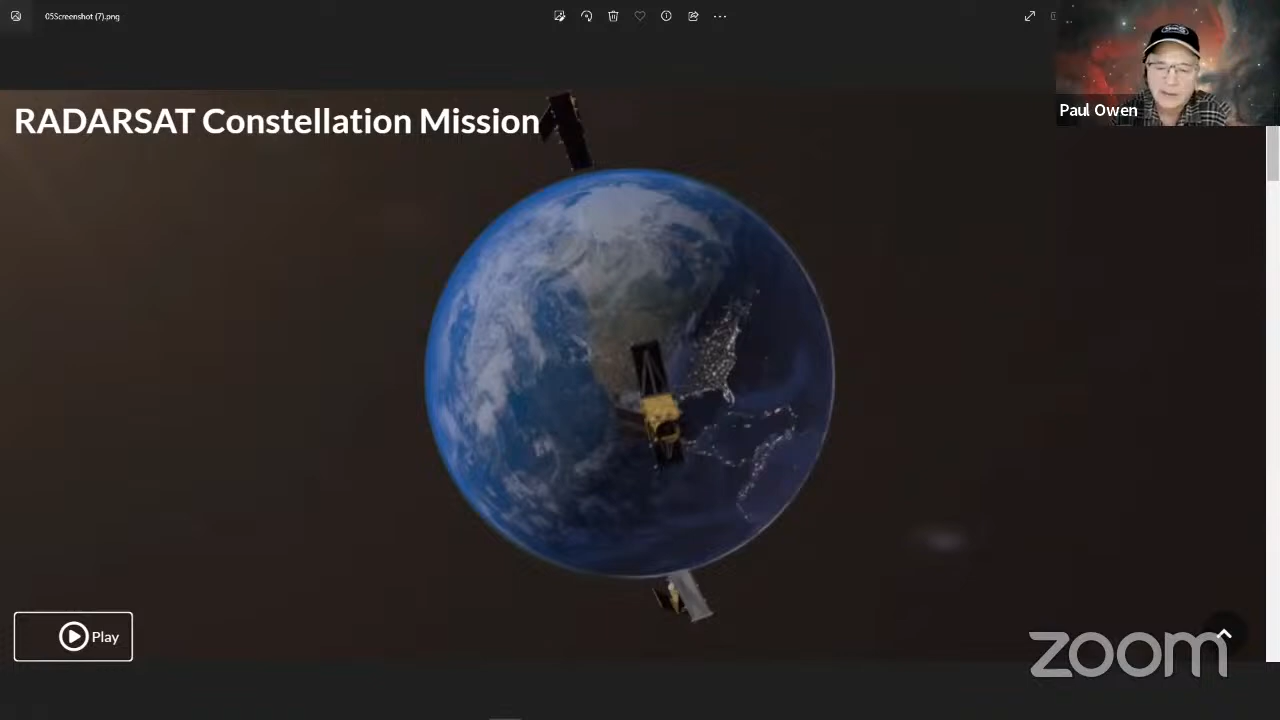 05Screenshot (7).png
Paul Owen
RADARSAT Constellation Mission
Play
zoom